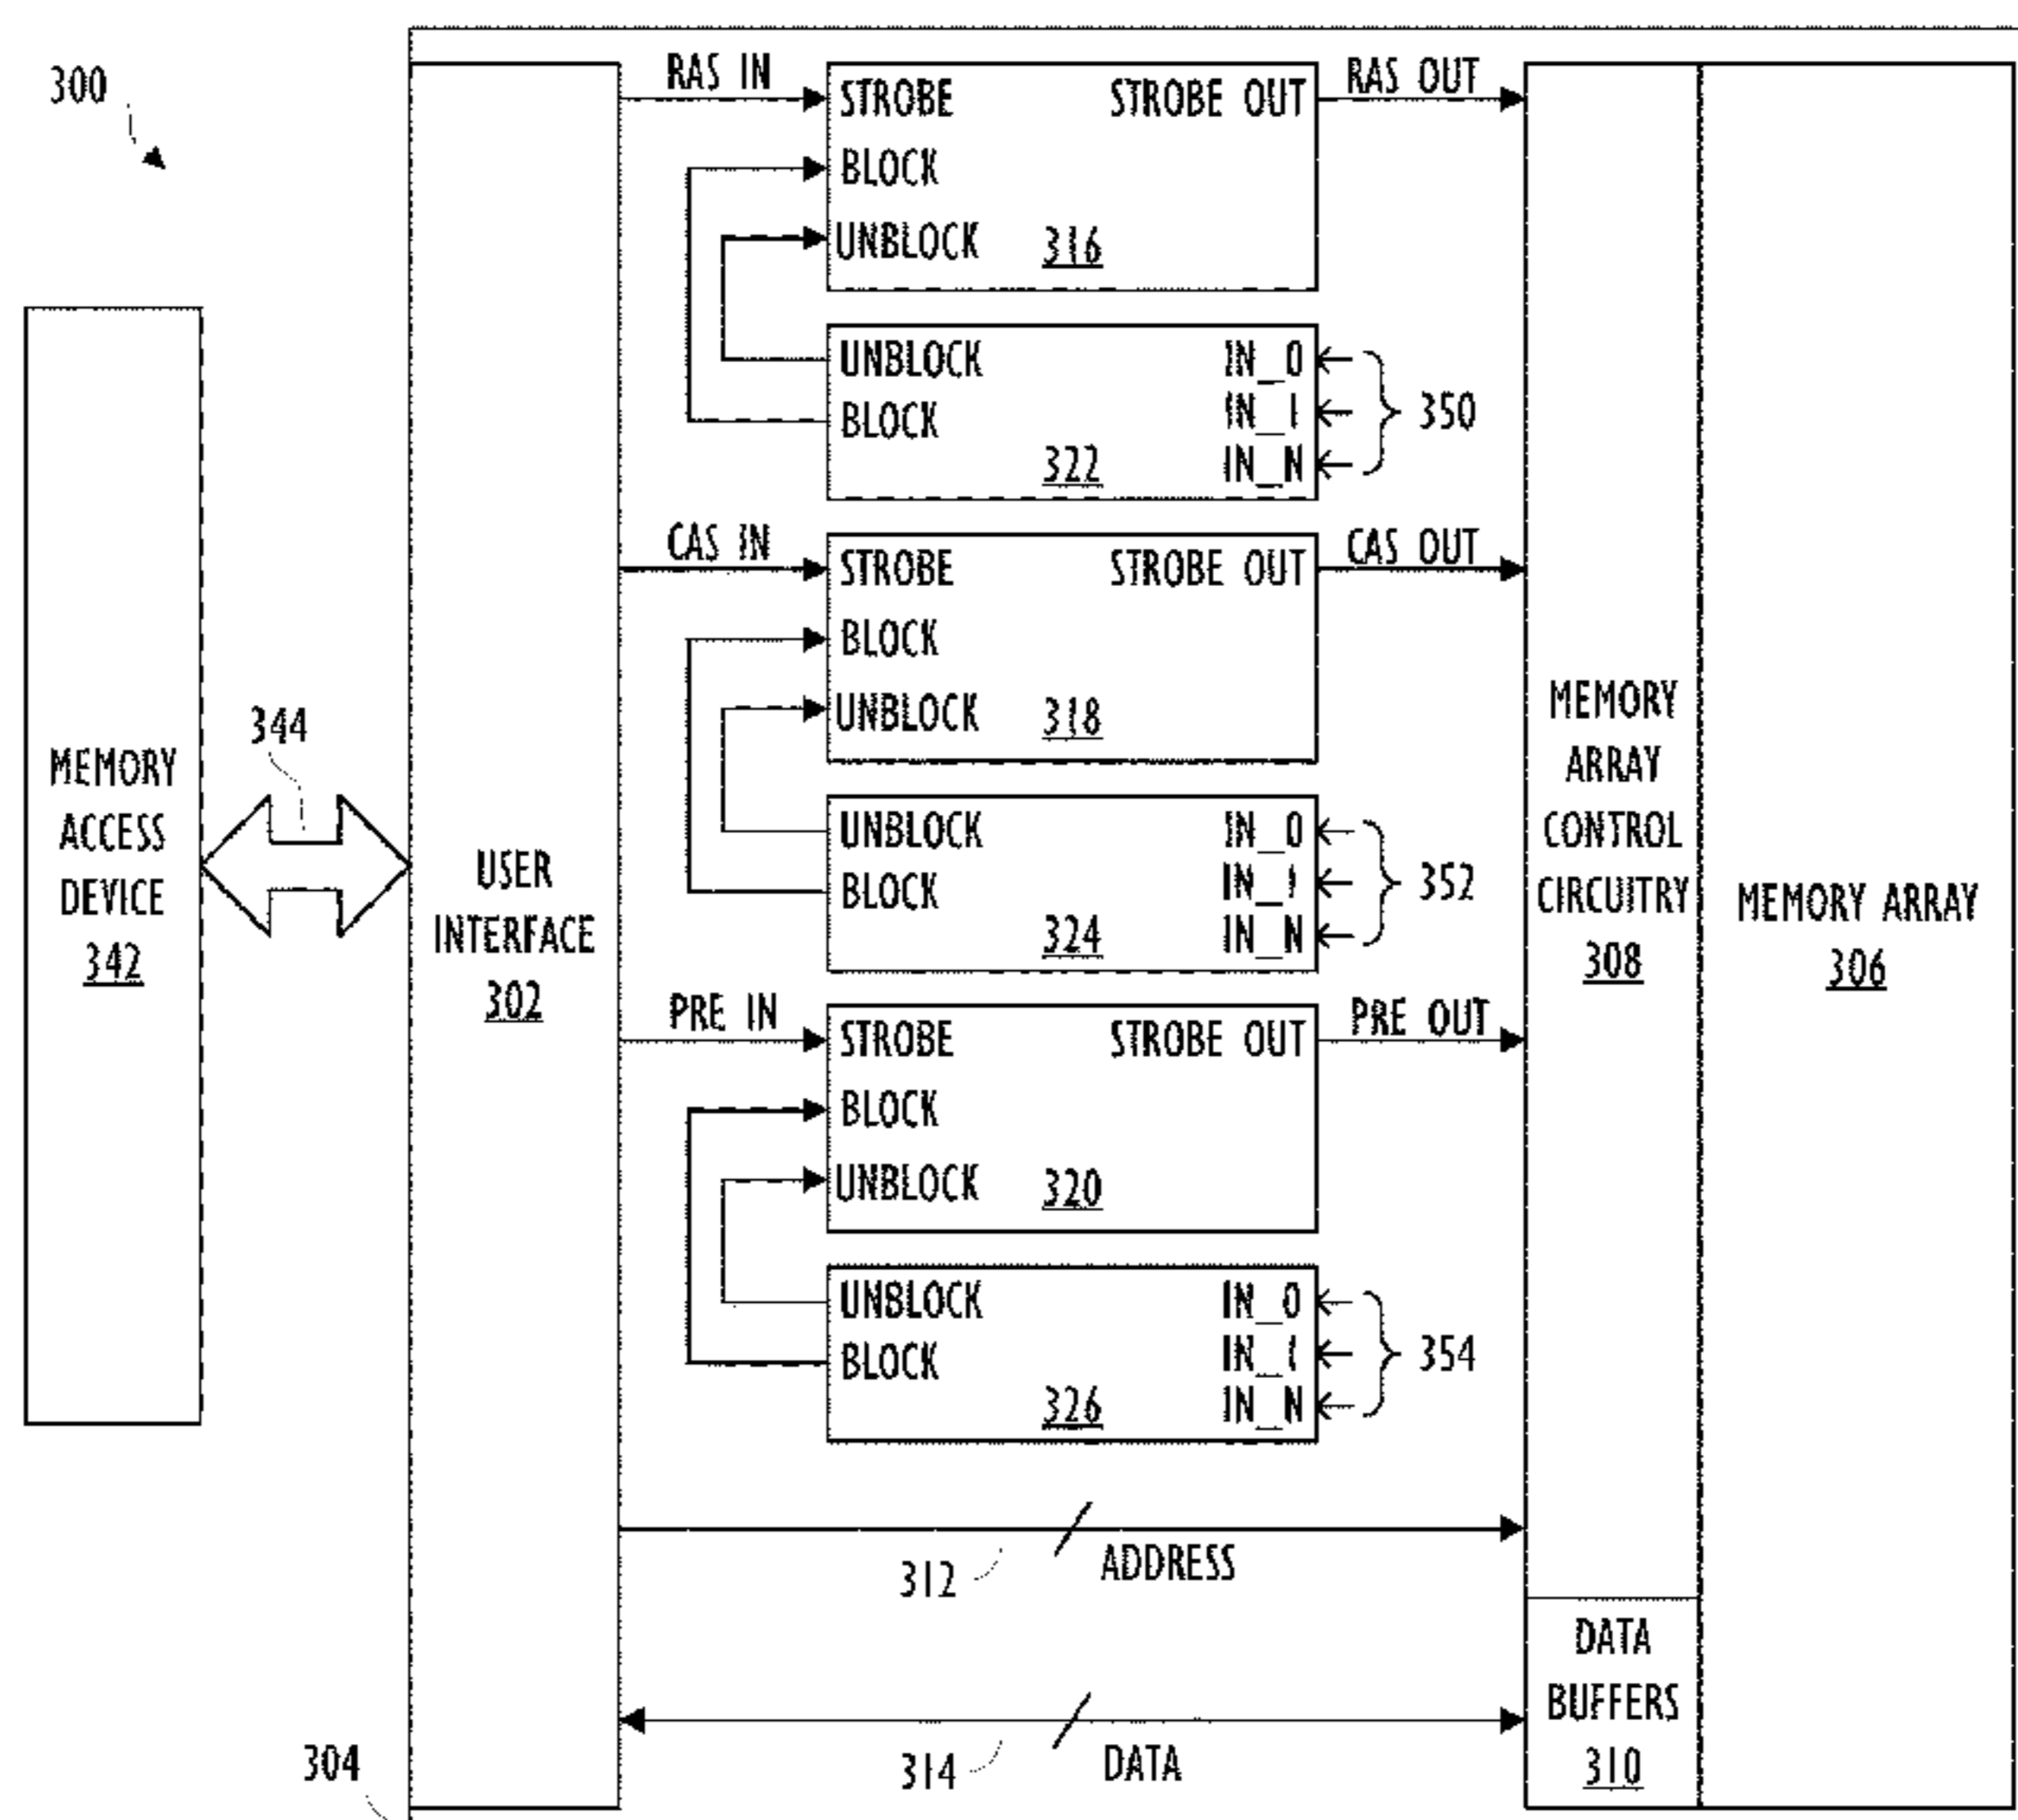 300
RAS IN
STROBE STROBE OUT
RAS OUT
BLOCK
UNBLOCK 316
UNBLOCK IN_0
BLOCK IN_1
322 IN_N
350
CAS IN
STROBE STROBE OUT
CAS OUT
BLOCK
UNBLOCK 318
UNBLOCK IN_0
BLOCK IN_1
324 IN_N
352
PRE IN
STROBE STROBE OUT
PRE OUT
BLOCK
UNBLOCK 320
UNBLOCK IN_0
BLOCK IN_1
326 IN_N
354
344
MEMORY
ACCESS
DEVICE
342
USER
INTERFACE
302
MEMORY
ARRAY
CONTROL
CIRCUITRY
308
MEMORY ARRAY
306
312
ADDRESS
314
DATA
DATA
BUFFERS
310
304